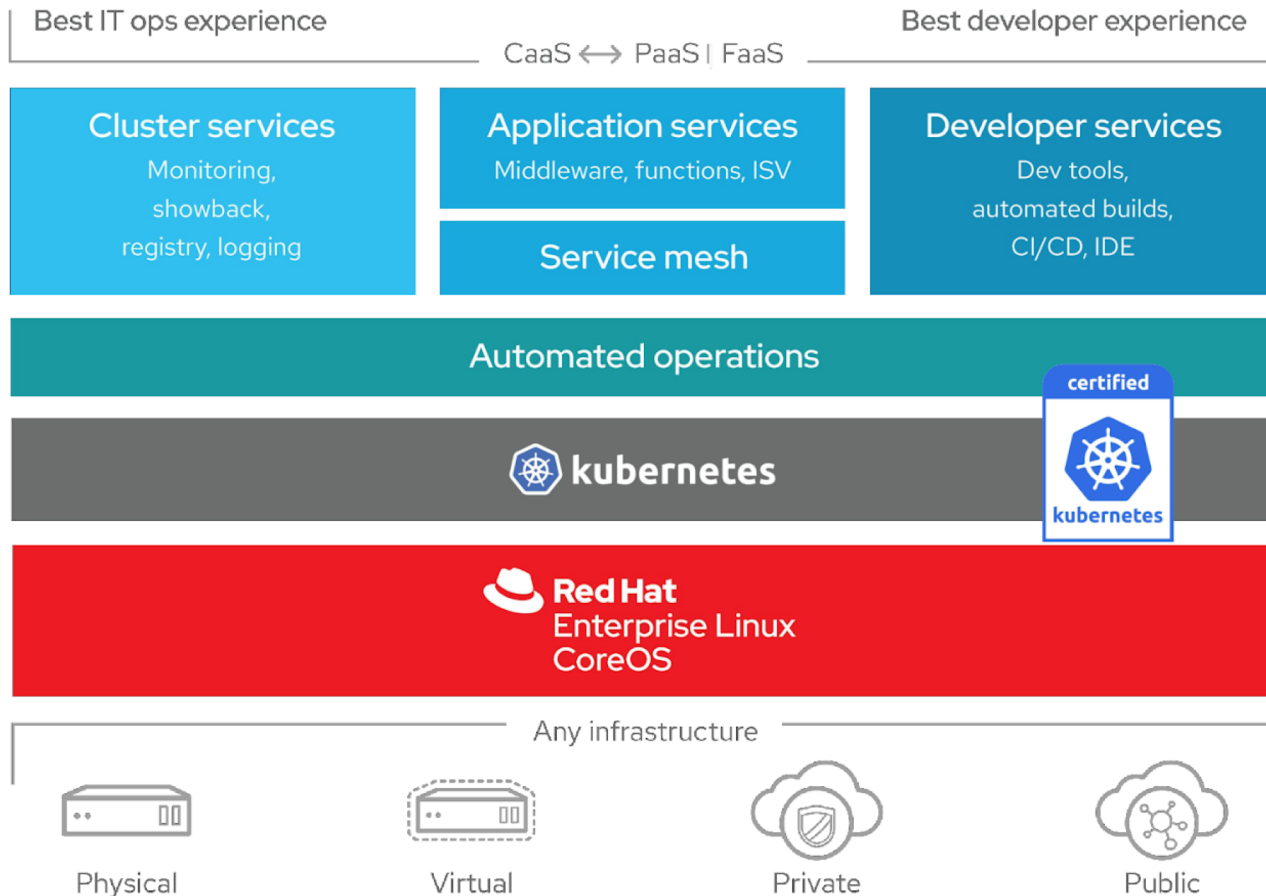 Best IT ops experience
Best developer experience
CaaS ⟷ PaaS | FaaS
Cluster services
Monitoring,
showback,
registry, logging
Application services
Middleware, functions, ISV
Service mesh
Developer services
Dev tools,
automated builds,
CI/CD, IDE
Automated operations
certified
kubernetes
kubernetes
Red Hat
Enterprise Linux
CoreOS
Any infrastructure
Physical
Virtual
Private
Public